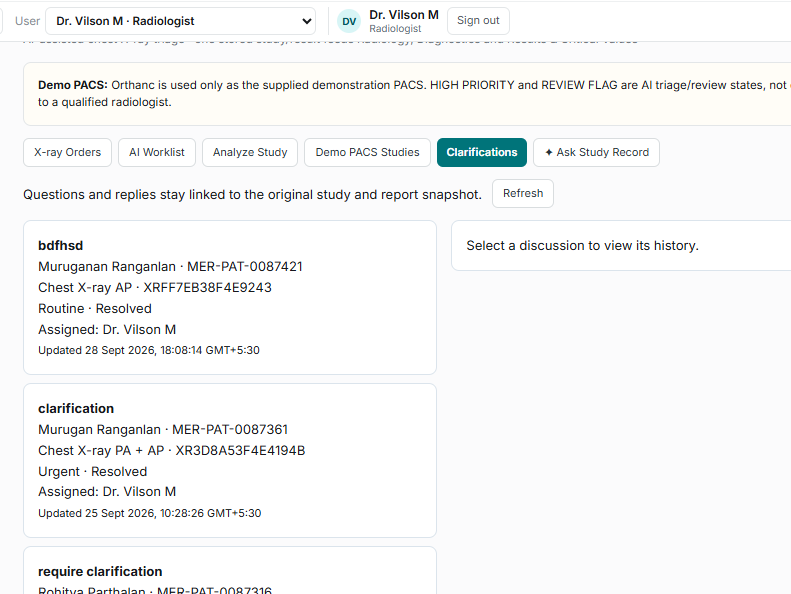 User Dr. Vilson M · Radiologist DV Dr. Vilson M Sign out
Radiologist
Demo PACS: Orthanc is used only as the supplied demonstration PACS. HIGH PRIORITY and REVIEW FLAG are AI triage/review states, not
to a qualified radiologist.
X-ray Orders AI Worklist Analyze Study Demo PACS Studies Clarifications ✦ Ask Study Record
Questions and replies stay linked to the original study and report snapshot. Refresh
bdfhsd
Muruganan Ranganlan · MER-PAT-0087421
Chest X-ray AP · XRFF7EB38F4E9243
Routine · Resolved
Assigned: Dr. Vilson M
Updated 28 Sept 2026, 18:08:14 GMT+5:30
Select a discussion to view its history.
clarification
Murugan Ranganlan · MER-PAT-0087361
Chest X-ray PA + AP · XR3D8A53F4E4194B
Urgent · Resolved
Assigned: Dr. Vilson M
Updated 25 Sept 2026, 10:28:26 GMT+5:30
require clarification
Rohitya Parthalan · MER-PAT-0087316